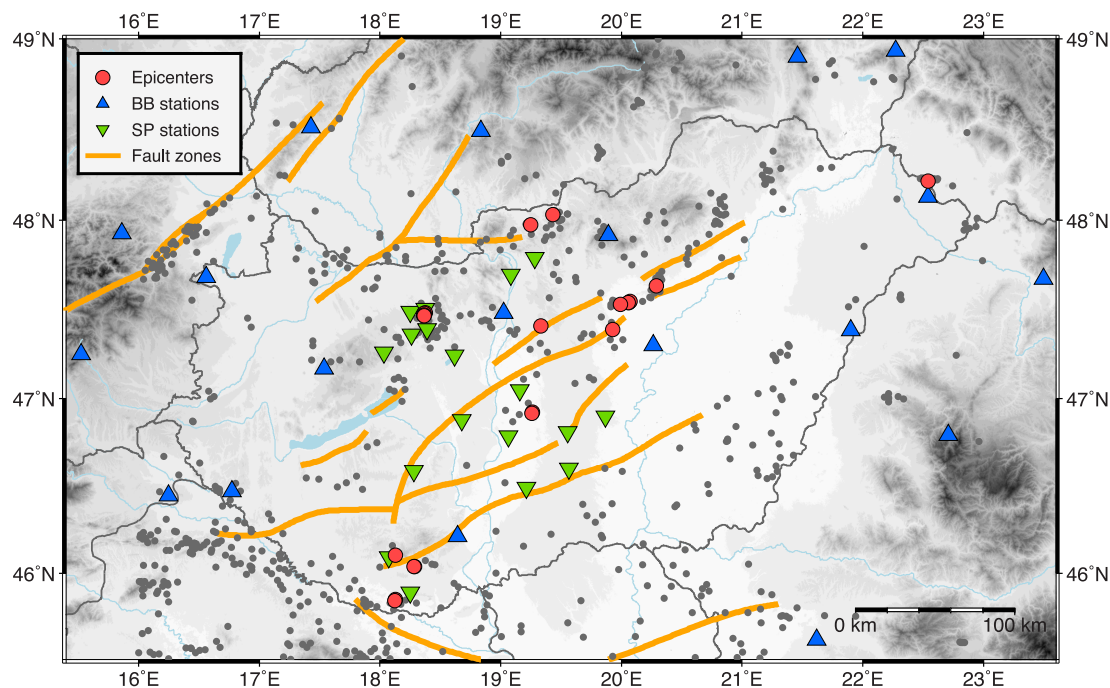 16°E 17°E 18°E 19°E 20°E 21°E 22°E 23°E
49°N 49°N
Epicenters
BB stations
SP stations
Fault zones
48°N 48°N
47°N 47°N
46°N 46°N
0 km 100 km
16°E 17°E 18°E 19°E 20°E 21°E 22°E 23°E